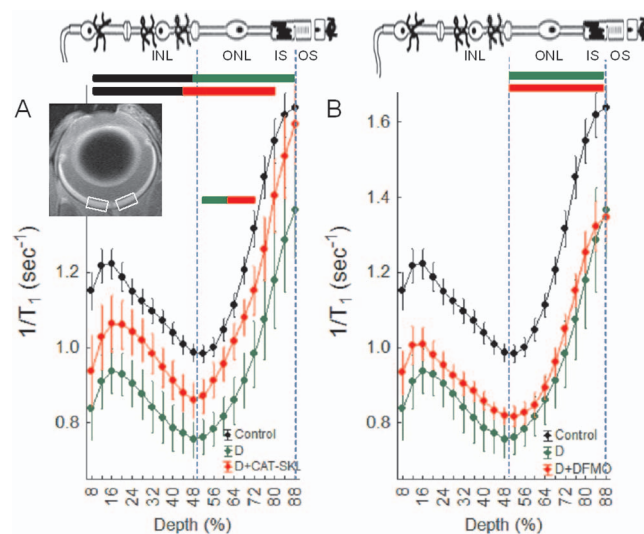 INL ONL IS OS
INL ONL IS OS
A
B
1.6
1.4
1.2
1.2
1.0
1.0
0.8
0.8
1/T1 (sec-1)
1/T1 (sec-1)
Control
D
D+CAT-SKL
Control
D
D+DFMO
8 16 24 32 40 48 56 64 72 80 88
8 16 24 32 40 48 56 64 72 80 88
Depth (%)
Depth (%)